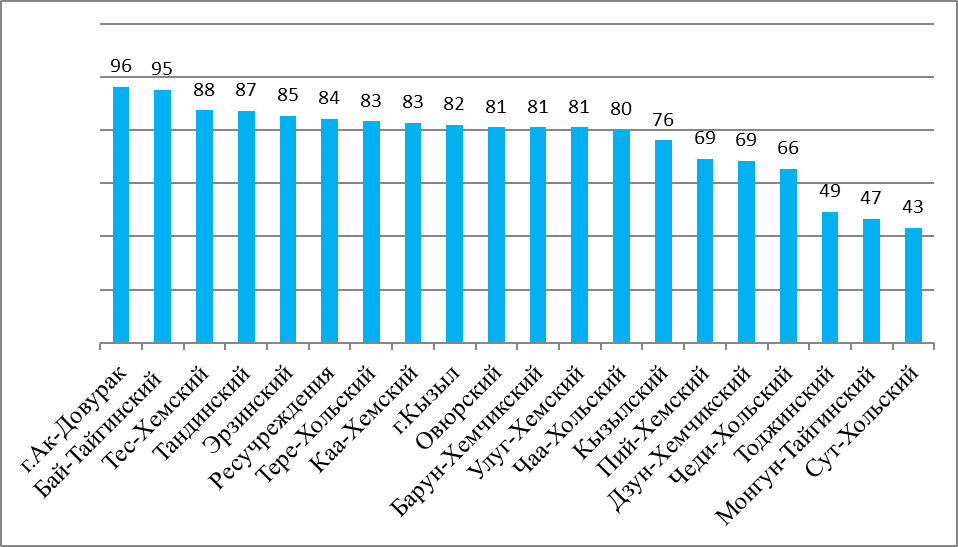 96 95 88 87 85 84 83 83 82 81 81 81 80 76 69 69 66 49 47 43
г.Ак-Довурак
Бай-Тайгинский
Тес-Хемский
Тандинский
Эрзинский
Ресучреждения
Тере-Хольский
Каа-Хемский
г.Кызыл
Овюрский
Барун-Хемчикский
Улуг-Хемский
Чаа-Хольский
Кызылский
Пий-Хемский
Дзун-Хемчикский
Чеди-Хольский
Тоджинский
Монгун-Тайгинский
Сут-Хольский